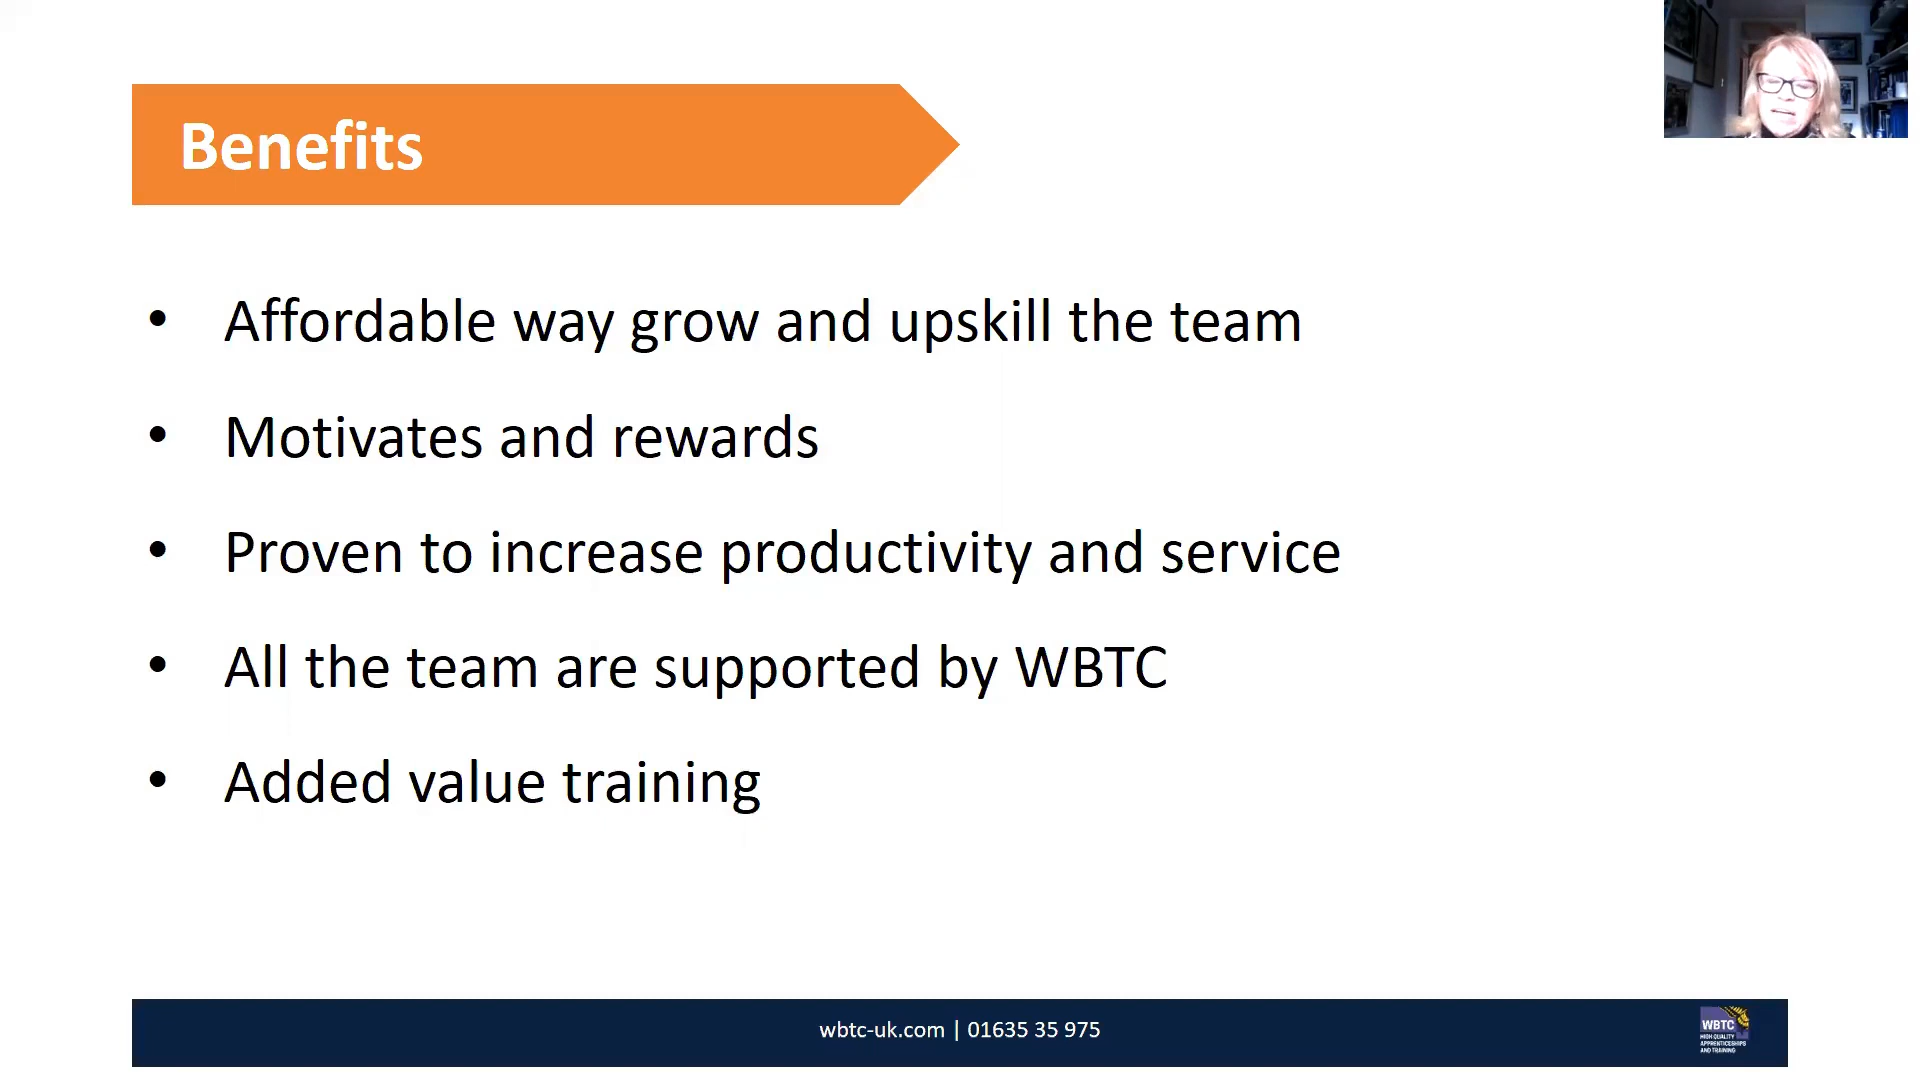 Benefits
• Affordable way grow and upskill the team
• Motivates and rewards
• Proven to increase productivity and service
• All the team are supported by WBTC
• Added value training
wbtc-uk.com | 01635 35 975
WBTC
HIGH QUALITY
APPRENTICESHIPS
AND TRAINING